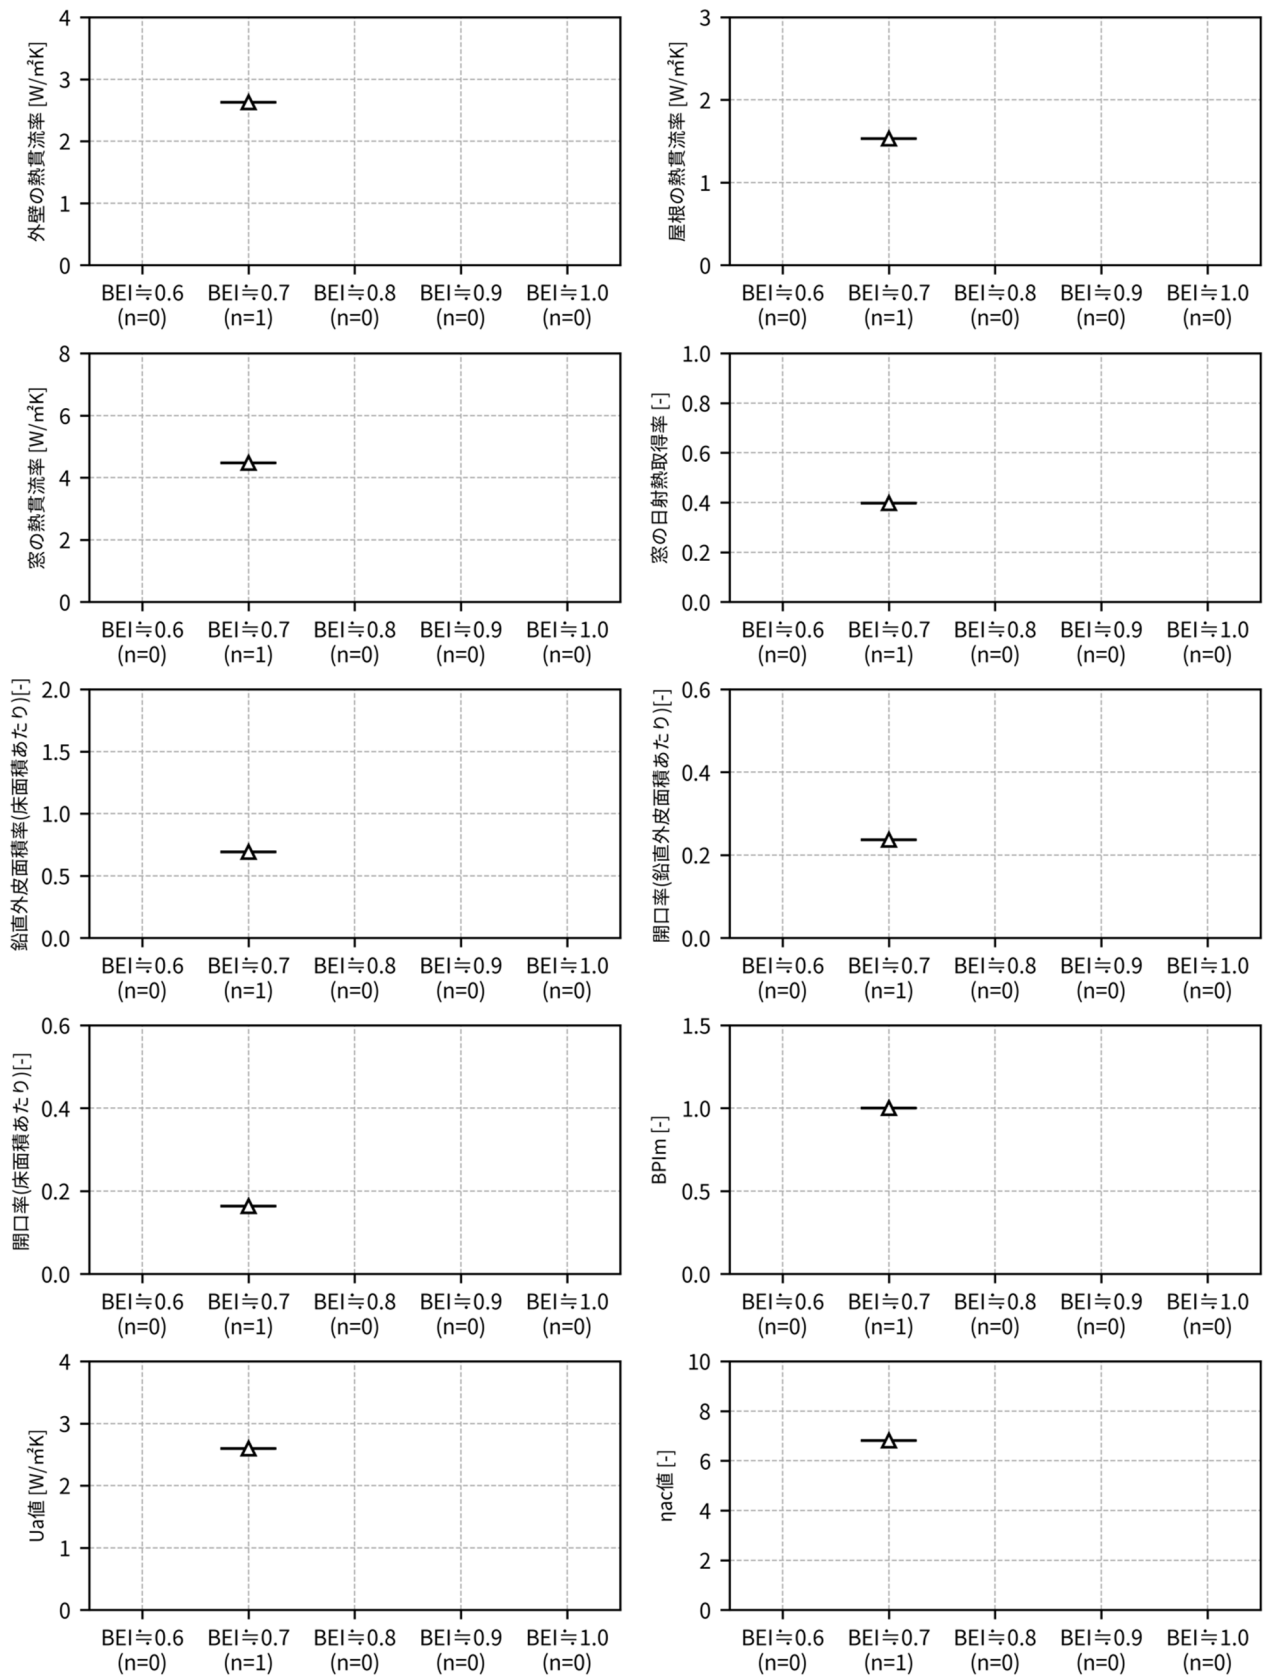 外壁の熱貫流率 [W/㎡K]
4
3
2
1
0
BEI≒0.6 BEI≒0.7 BEI≒0.8 BEI≒0.9 BEI≒1.0
(n=0) (n=1) (n=0) (n=0) (n=0)
屋根の熱貫流率 [W/㎡K]
3
2
1
0
BEI≒0.6 BEI≒0.7 BEI≒0.8 BEI≒0.9 BEI≒1.0
(n=0) (n=1) (n=0) (n=0) (n=0)
窓の熱貫流率 [W/㎡K]
8
6
4
2
0
BEI≒0.6 BEI≒0.7 BEI≒0.8 BEI≒0.9 BEI≒1.0
(n=0) (n=1) (n=0) (n=0) (n=0)
窓の日射熱取得率 [-]
1.0
0.8
0.6
0.4
0.2
0.0
BEI≒0.6 BEI≒0.7 BEI≒0.8 BEI≒0.9 BEI≒1.0
(n=0) (n=1) (n=0) (n=0) (n=0)
鉛直外皮面積率(床面積あたり)[-]
2.0
1.5
1.0
0.5
0.0
BEI≒0.6 BEI≒0.7 BEI≒0.8 BEI≒0.9 BEI≒1.0
(n=0) (n=1) (n=0) (n=0) (n=0)
開口率(鉛直外皮面積あたり)[-]
0.6
0.4
0.2
0.0
BEI≒0.6 BEI≒0.7 BEI≒0.8 BEI≒0.9 BEI≒1.0
(n=0) (n=1) (n=0) (n=0) (n=0)
開口率(床面積あたり)[-]
0.6
0.4
0.2
0.0
BEI≒0.6 BEI≒0.7 BEI≒0.8 BEI≒0.9 BEI≒1.0
(n=0) (n=1) (n=0) (n=0) (n=0)
BPIm [-]
1.5
1.0
0.5
0.0
BEI≒0.6 BEI≒0.7 BEI≒0.8 BEI≒0.9 BEI≒1.0
(n=0) (n=1) (n=0) (n=0) (n=0)
Ua値 [W/㎡K]
4
3
2
1
0
BEI≒0.6 BEI≒0.7 BEI≒0.8 BEI≒0.9 BEI≒1.0
(n=0) (n=1) (n=0) (n=0) (n=0)
ηac値 [-]
10
8
6
4
2
0
BEI≒0.6 BEI≒0.7 BEI≒0.8 BEI≒0.9 BEI≒1.0
(n=0) (n=1) (n=0) (n=0) (n=0)